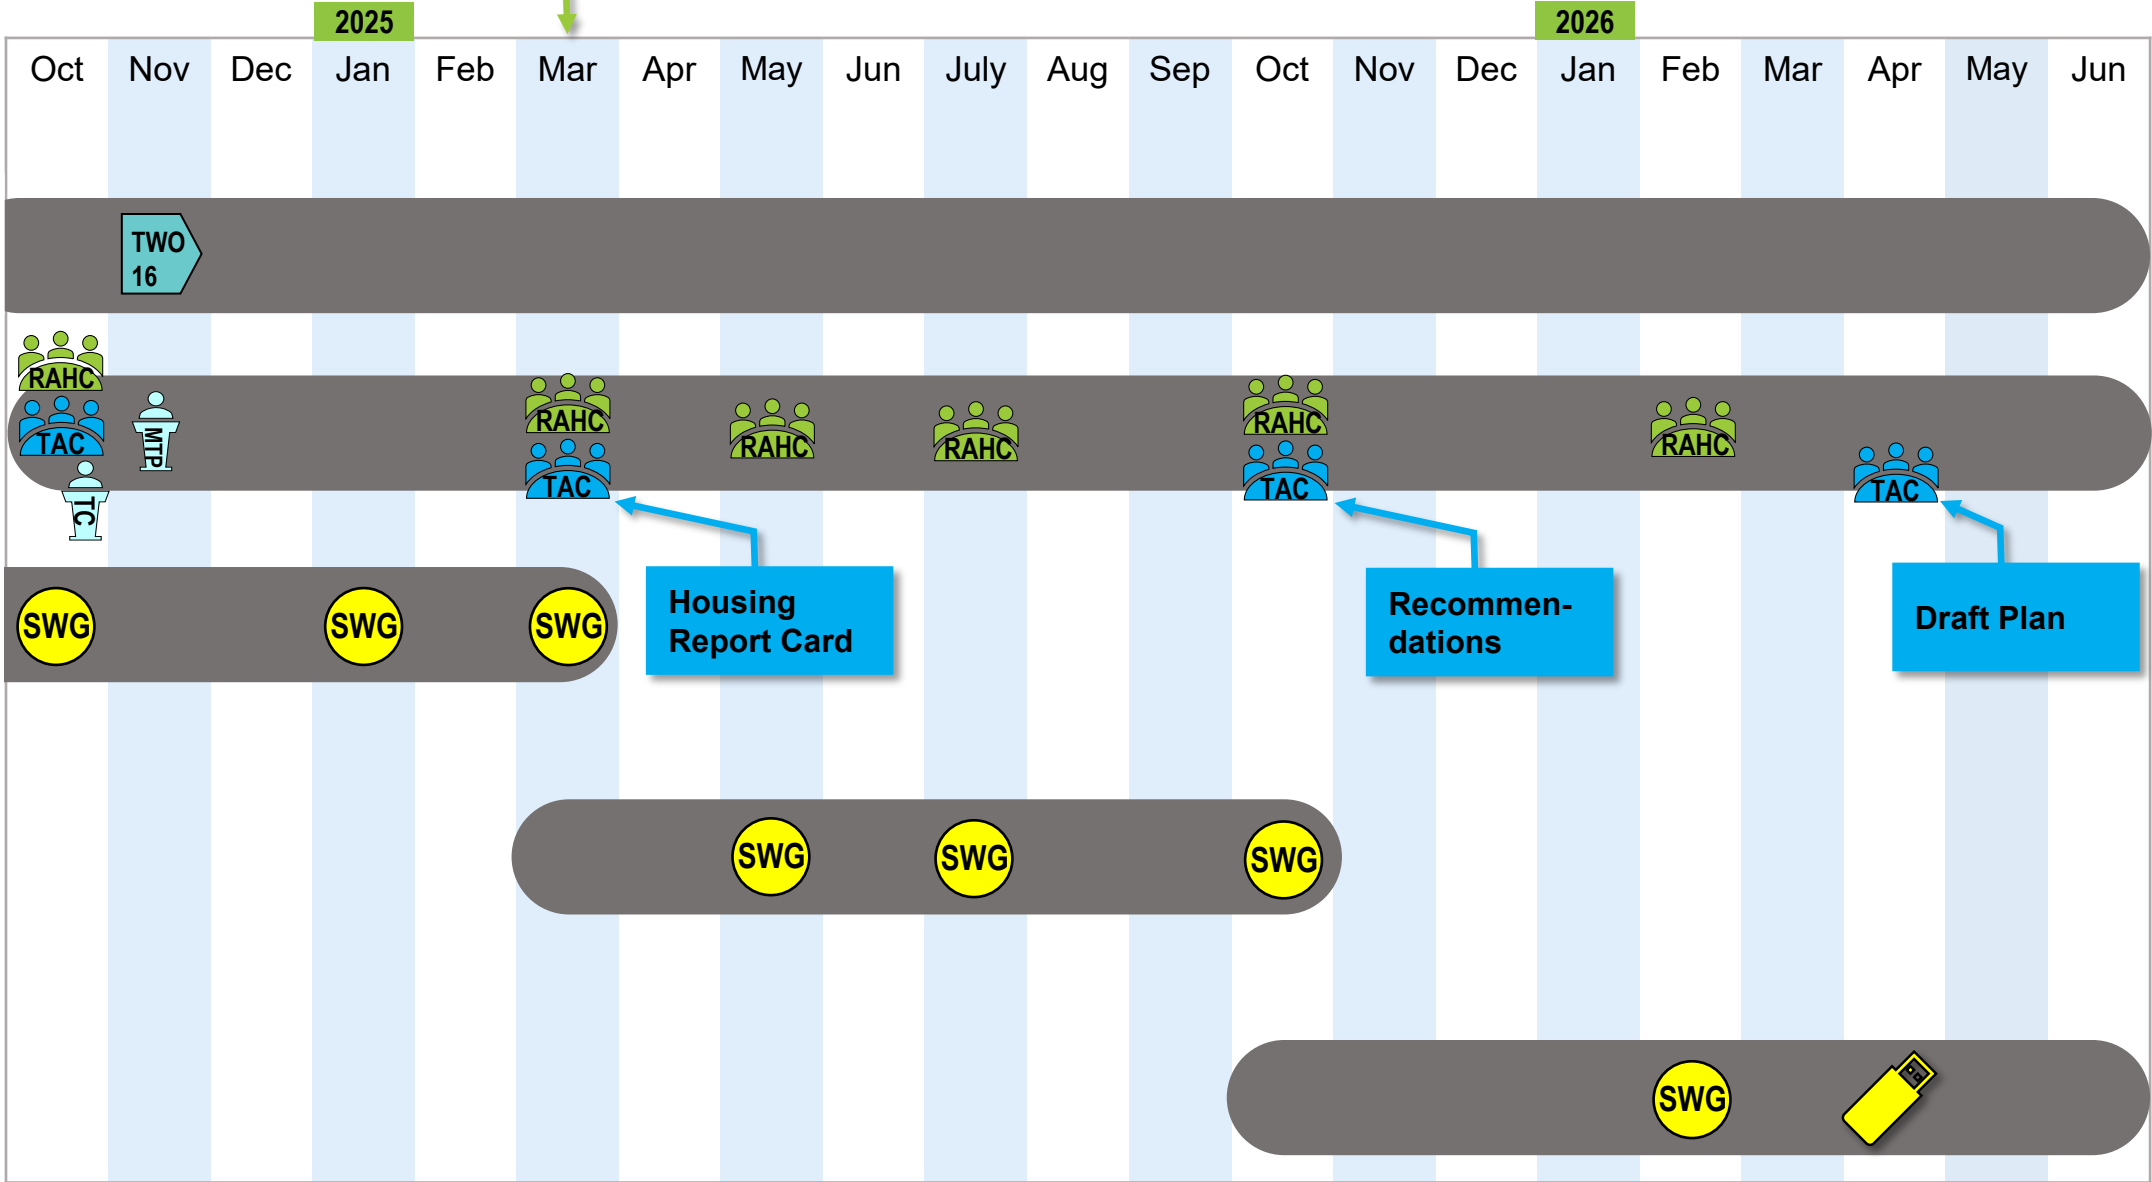 2025
2026
Oct Nov Dec Jan Feb Mar Apr May Jun July Aug Sep Oct Nov Dec Jan Feb Mar Apr May Jun
TWO
16
RAHC
TAC
TC
MTP
RAHC
TAC
RAHC
RAHC
RAHC
TAC
RAHC
TAC
Housing
Report Card
Recommen-
dations
Draft Plan
SWG SWG SWG
SWG SWG SWG
SWG